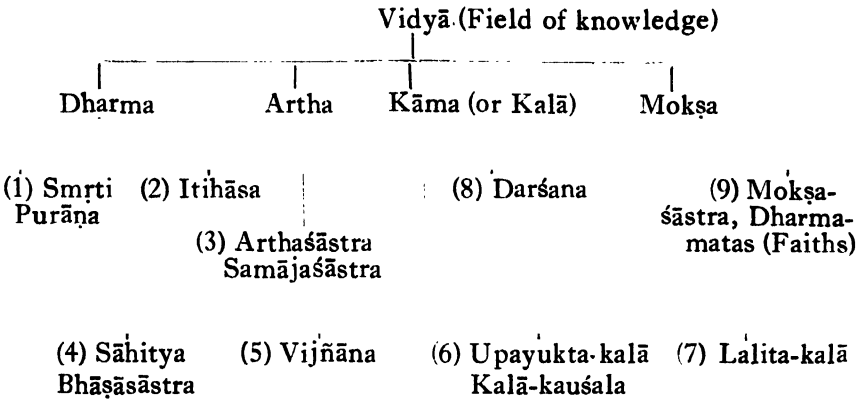 Vidyā (Field of knowledge)
Dharma Artha Kāma (or Kalā) Mokṣa
(1) Smṛti (2) Itihāsa (8) Darśana (9) Mokṣa-
Purāṇa śāstra, Dharma-
(3) Arthaśāstra matas (Faiths)
Samājaśāstra
(4) Sāhitya (5) Vijñāna (6) Upayukta-kalā (7) Lalita-kalā
Bhāṣāsāstra Kalā-kauśala